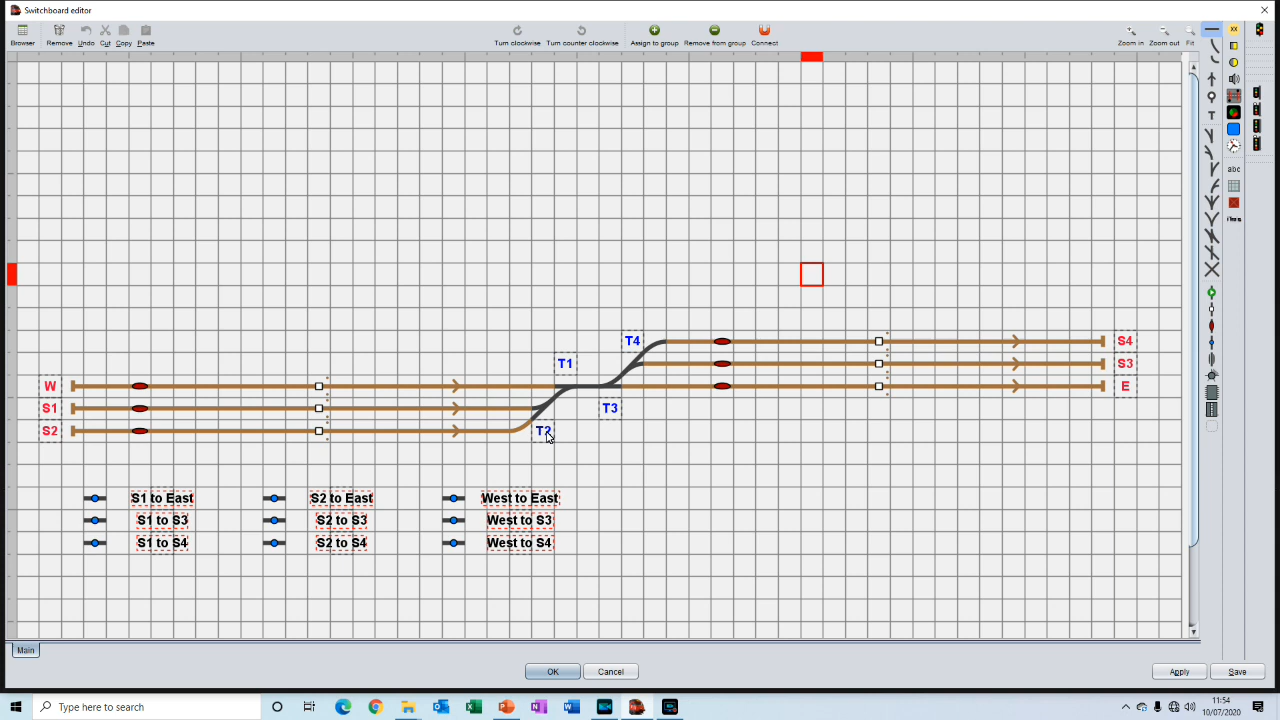 Switchboard editor
Browser Remove Undo Cut Copy Paste Turn clockwise Turn counter clockwise Assign to group Remove from group Connect Zoom in Zoom out Fit
XX
T
abc
S4
T4
T1
S3
W
E
S1
T3
S2
T2
S1 to East S2 to East West to East
S1 to S3 S2 to S3 West to S3
S1 to S4 S2 to S4 West to S4
Main
OK Cancel Apply Save
Type here to search
11:54
10/07/2020